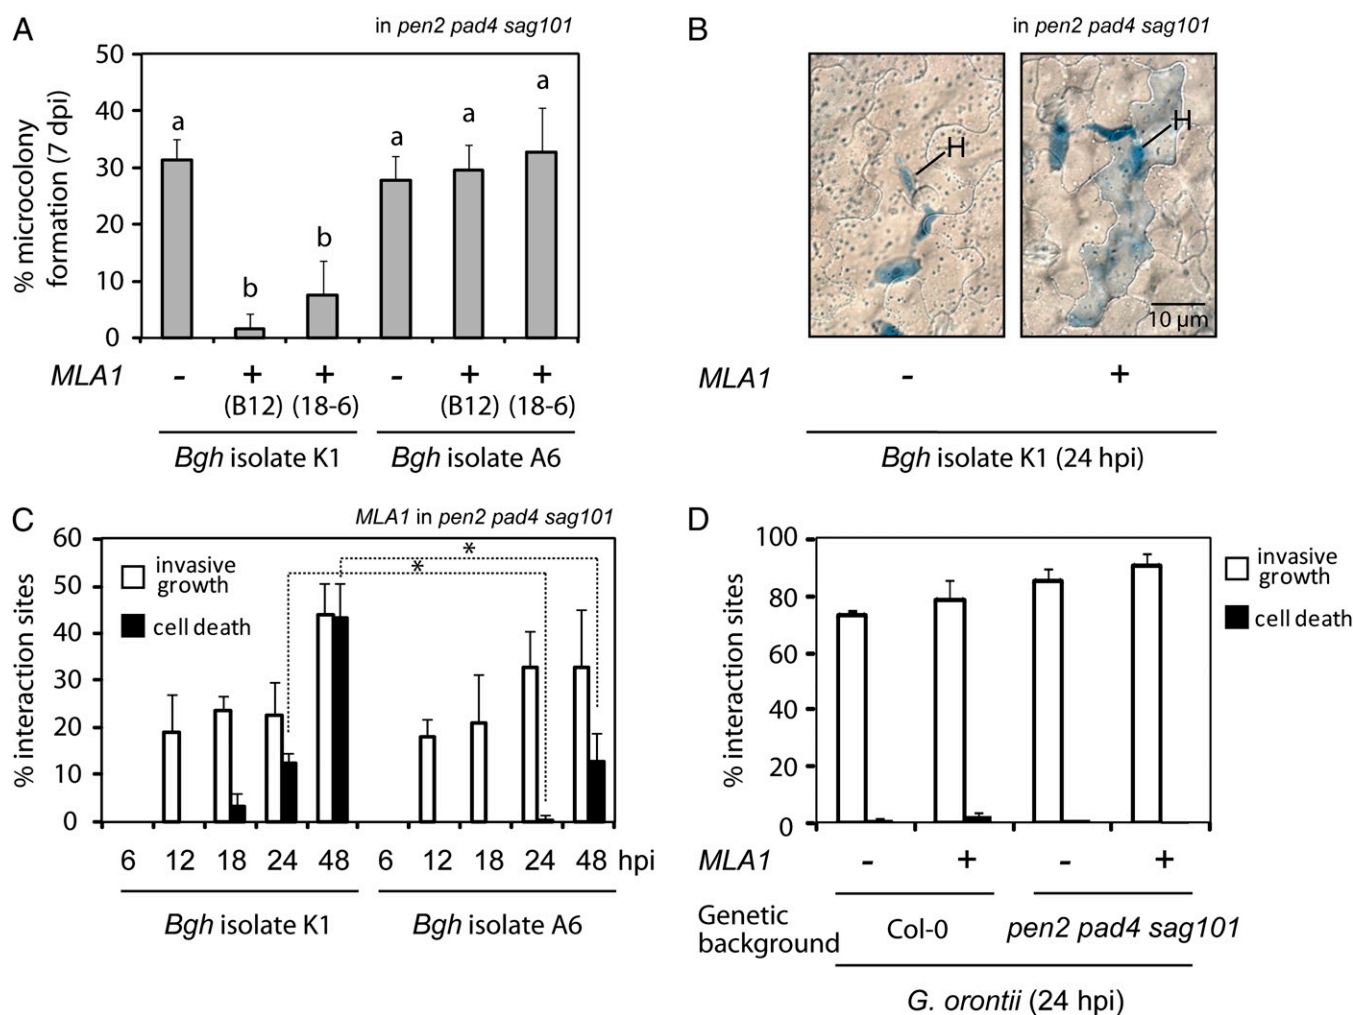 A
in pen2 pad4 sag101
% microcolony
formation (7 dpi)
50
40
30
20
10
0
a
b
b
a
a
a
MLA1
- + + - + +
(B12) (18-6) (B12) (18-6)
Bgh isolate K1 Bgh isolate A6
B
in pen2 pad4 sag101
H
H
10 µm
MLA1 - +
Bgh isolate K1 (24 hpi)
C
MLA1 in pen2 pad4 sag101
% interaction sites
60
50
40
30
20
10
0
invasive
growth
cell death
*
*
6 12 18 24 48 6 12 18 24 48 hpi
Bgh isolate K1 Bgh isolate A6
D
% interaction sites
100
80
60
40
20
0
invasive
growth
cell death
MLA1 - + - +
Genetic
background
Col-0 pen2 pad4 sag101
G. orontii (24 hpi)